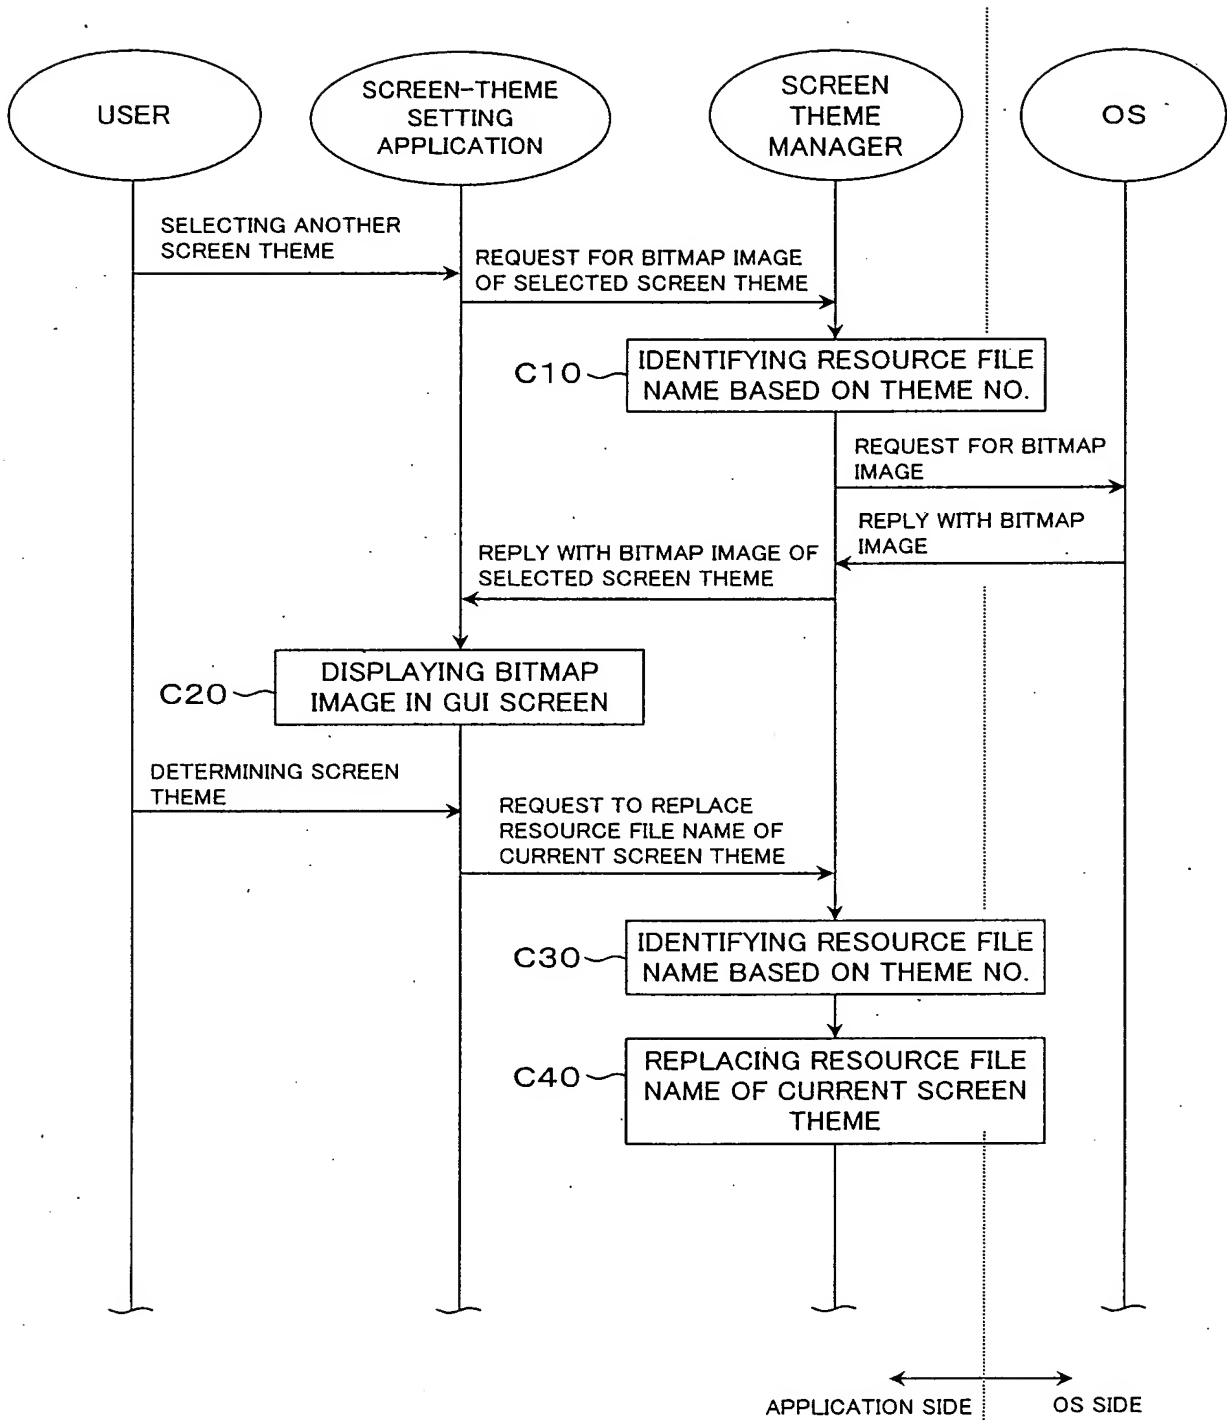 USER
SCREEN-THEME
SETTING
APPLICATION
SCREEN
THEME
MANAGER
OS
SELECTING ANOTHER
SCREEN THEME
REQUEST FOR BITMAP IMAGE
OF SELECTED SCREEN THEME
C10
IDENTIFYING RESOURCE FILE
NAME BASED ON THEME NO.
REQUEST FOR BITMAP
IMAGE
REPLY WITH BITMAP
IMAGE
REPLY WITH BITMAP IMAGE OF
SELECTED SCREEN THEME
C20
DISPLAYING BITMAP
IMAGE IN GUI SCREEN
DETERMINING SCREEN
THEME
REQUEST TO REPLACE
RESOURCE FILE NAME OF
CURRENT SCREEN THEME
C30
IDENTIFYING RESOURCE FILE
NAME BASED ON THEME NO.
C40
REPLACING RESOURCE FILE
NAME OF CURRENT SCREEN
THEME
APPLICATION SIDE
OS SIDE